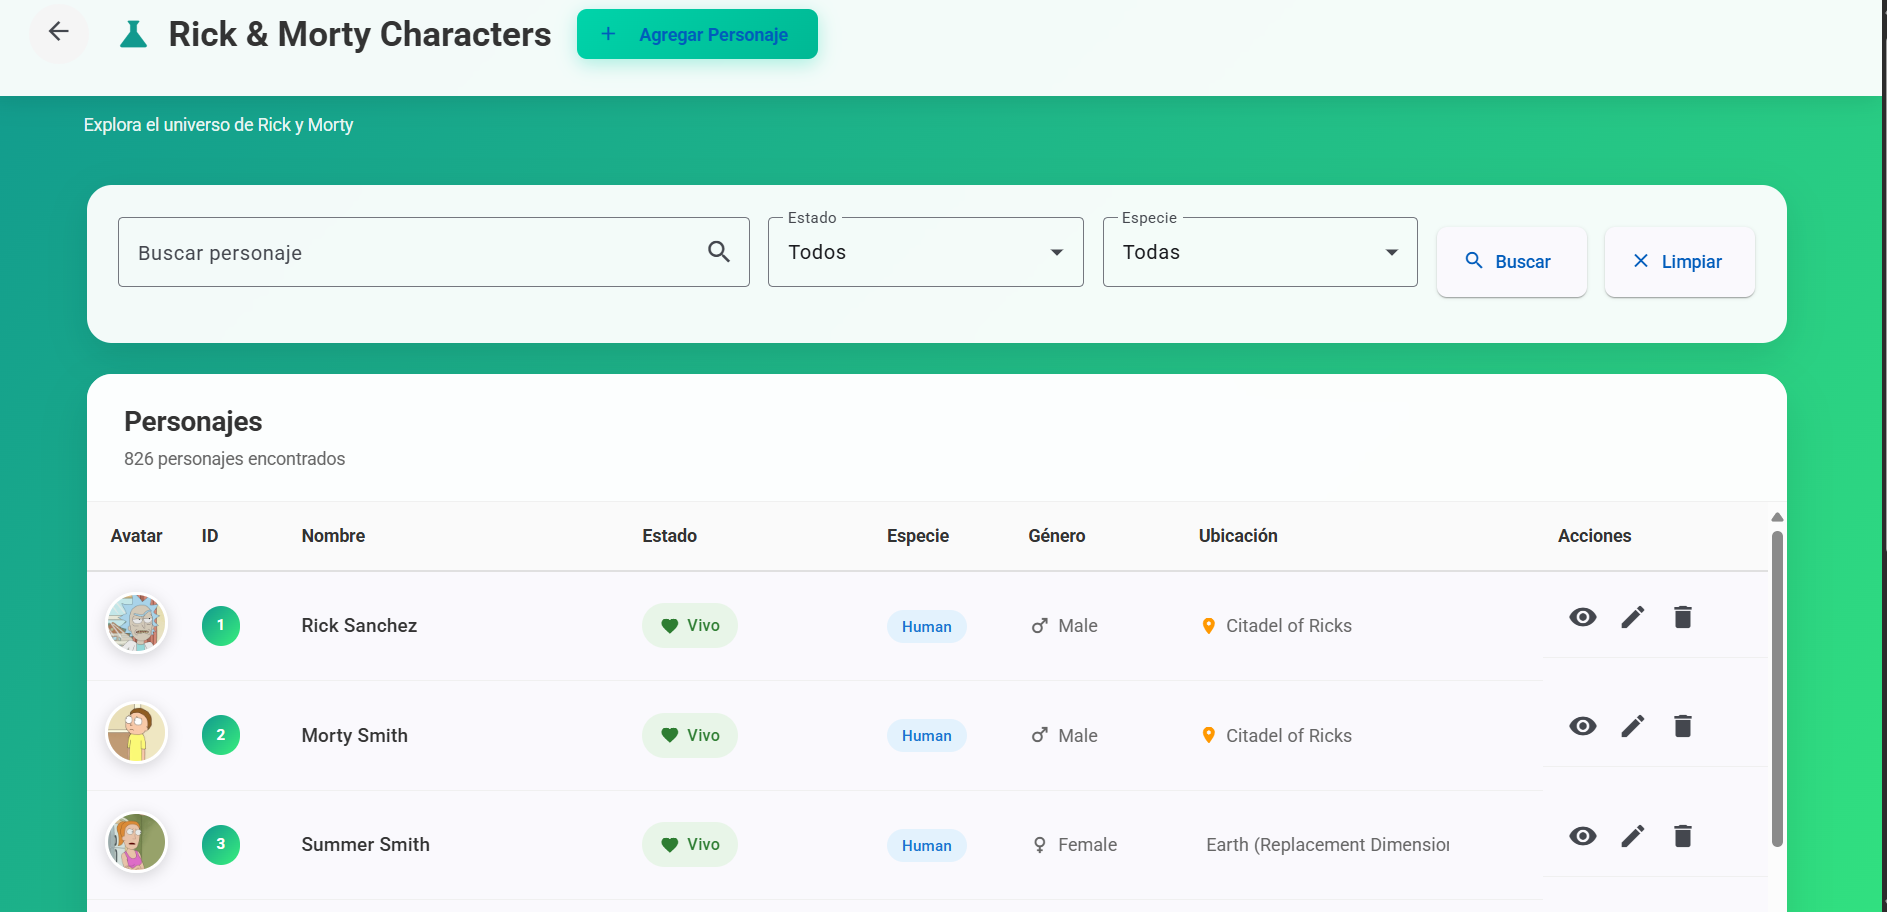 Rick & Morty Characters
+ Agregar Personaje
Explora el universo de Rick y Morty
Buscar personaje
Estado
Todos
Especie
Todas
Buscar
Limpiar
Personajes
826 personajes encontrados
Avatar ID Nombre Estado Especie Género Ubicación Acciones
1 Rick Sanchez Vivo Human Male Citadel of Ricks
2 Morty Smith Vivo Human Male Citadel of Ricks
3 Summer Smith Vivo Human Female Earth (Replacement Dimension